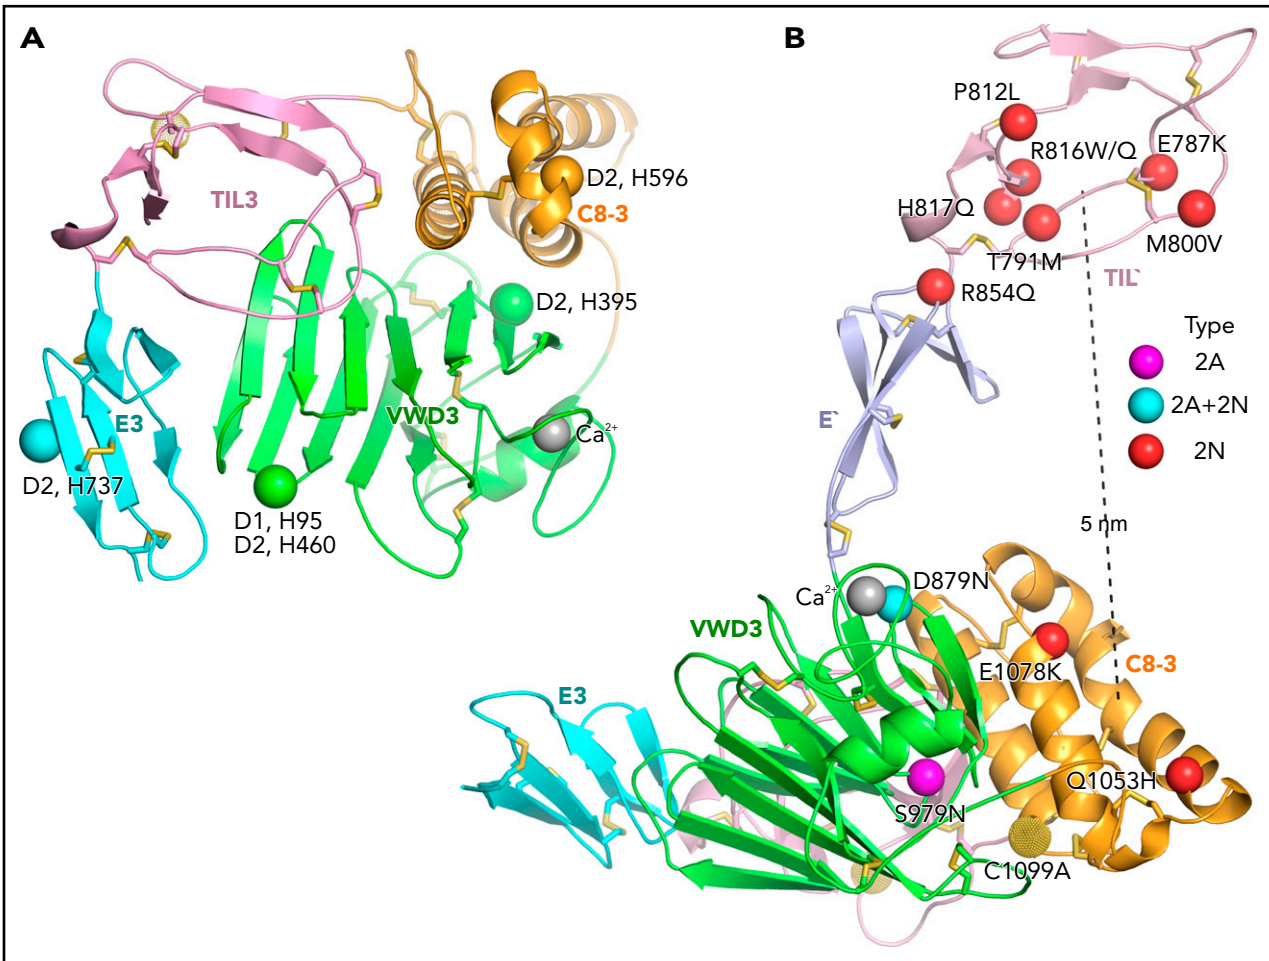 A
TIL3
D2, H596
C8-3
D2, H395
E3
VWD3
Ca2+
D2, H737
D1, H95
D2, H460
B
P812L
R816W/Q
E787K
H817Q
T791M
M800V
TIL`
R854Q
Type
2A
2A+2N
2N
E`
5 nm
Ca2+
D879N
VWD3
E1078K
C8-3
E3
Q1053H
S979N
C1099A